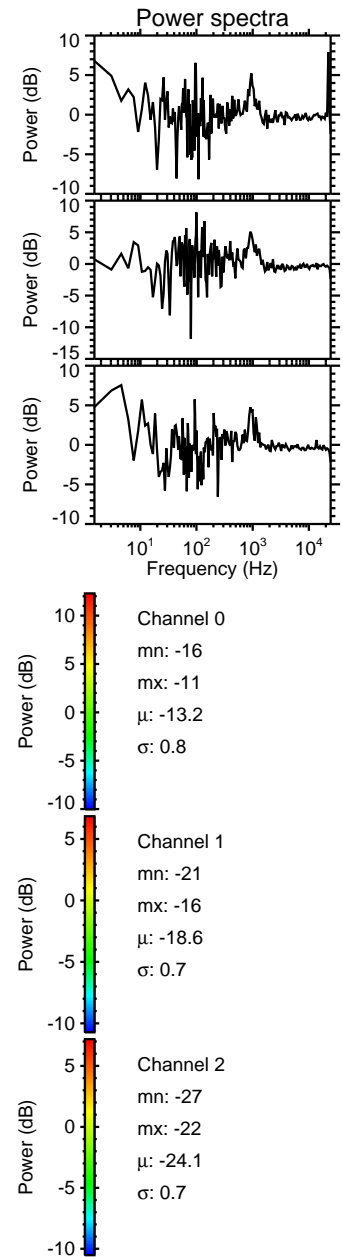 Power spectra
10
5
0
-5
-10
Power (dB)
10
5
0
-5
-10
-15
Power (dB)
10
5
0
-5
-10
Power (dB)
10¹ 10² 10³ 10⁴
Frequency (Hz)
10
5
0
-5
-10
Power (dB)
Channel 0
mn: -16
mx: -11
μ: -13.2
σ: 0.8
5
0
-5
-10
Power (dB)
Channel 1
mn: -21
mx: -16
μ: -18.6
σ: 0.7
5
0
-5
-10
Power (dB)
Channel 2
mn: -27
mx: -22
μ: -24.1
σ: 0.7